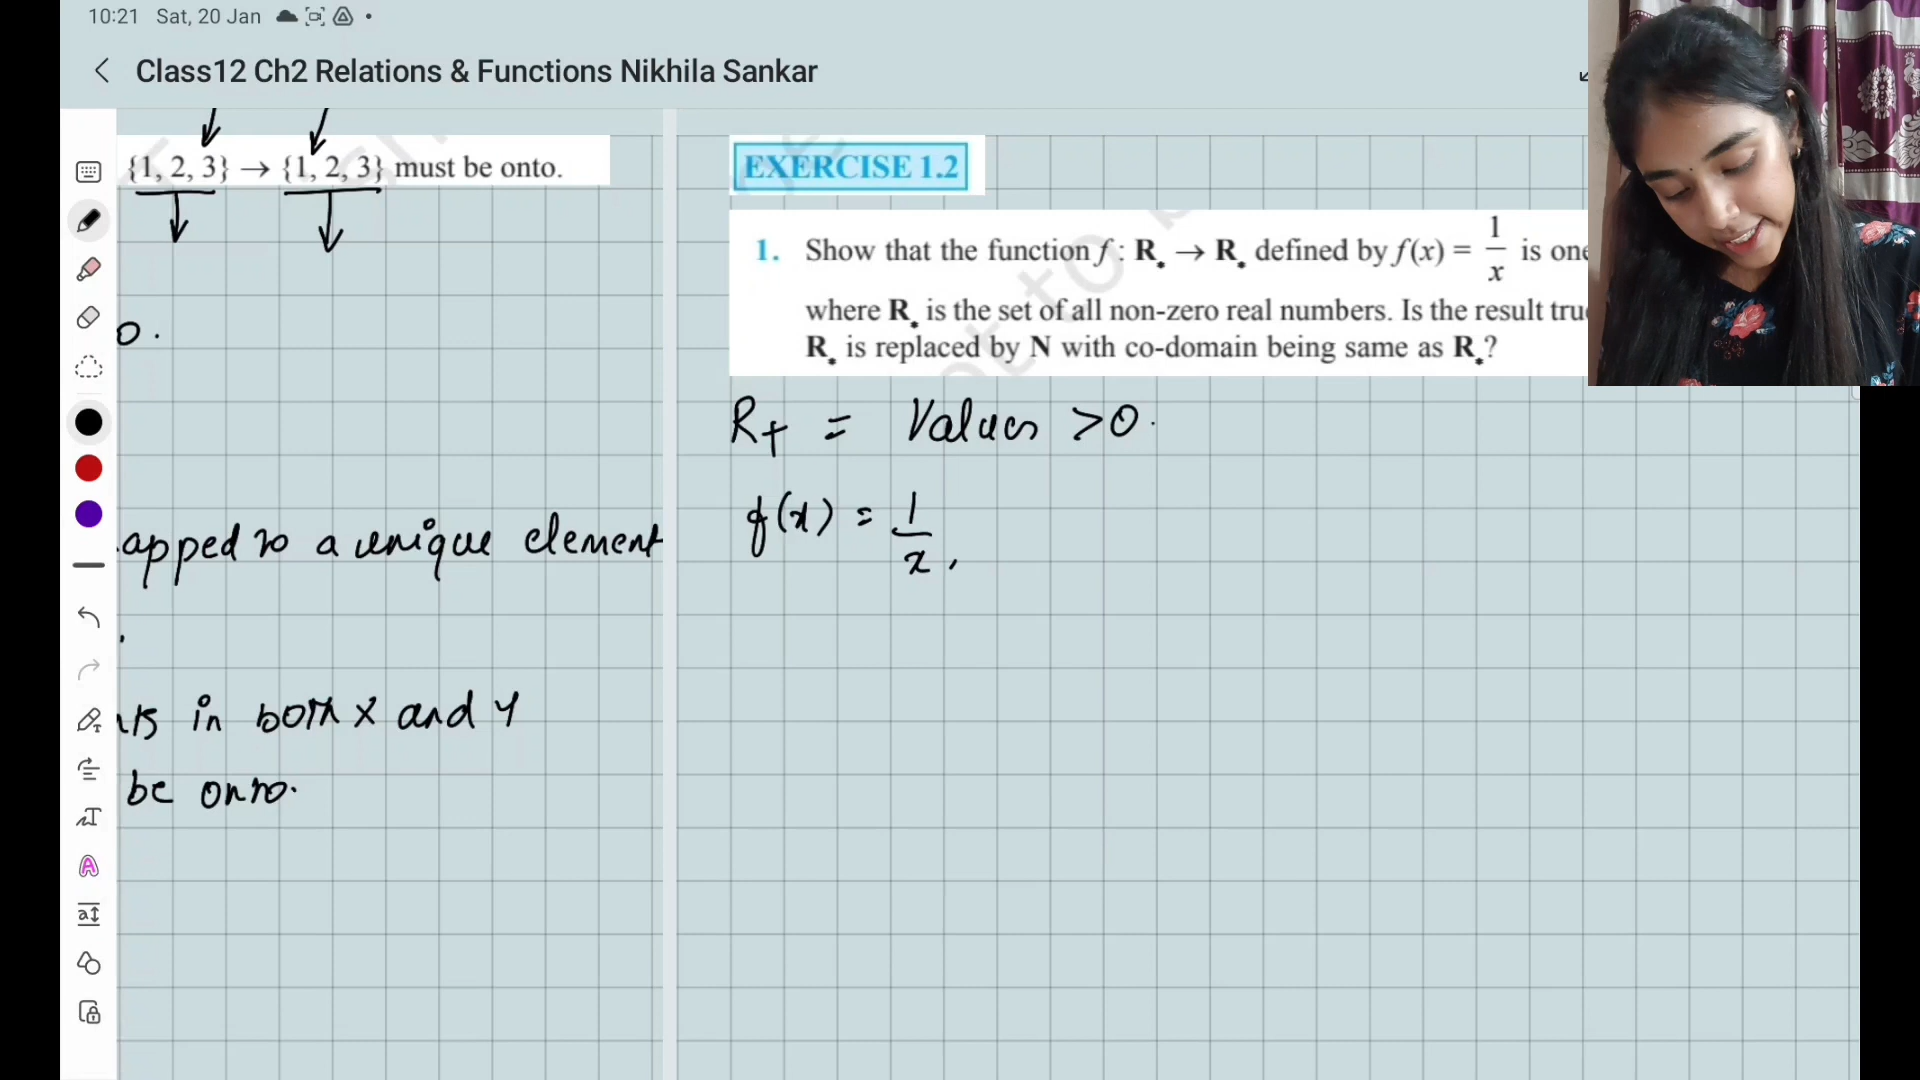 10:21 Sat, 20 Jan
Class12 Ch2 Relations & Functions Nikhila Sankar
{1, 2, 3} → {1, 2, 3} must be onto.
o.
apped to a unique element
.
in both X and Y
be onto.
EXERCISE 1.2
1. Show that the function f : R* → R* defined by f(x) = 1/x is one
where R* is the set of all non-zero real numbers. Is the result tru
R* is replaced by N with co-domain being same as R*?
R+ = Values >0.
f(x) = 1/x,